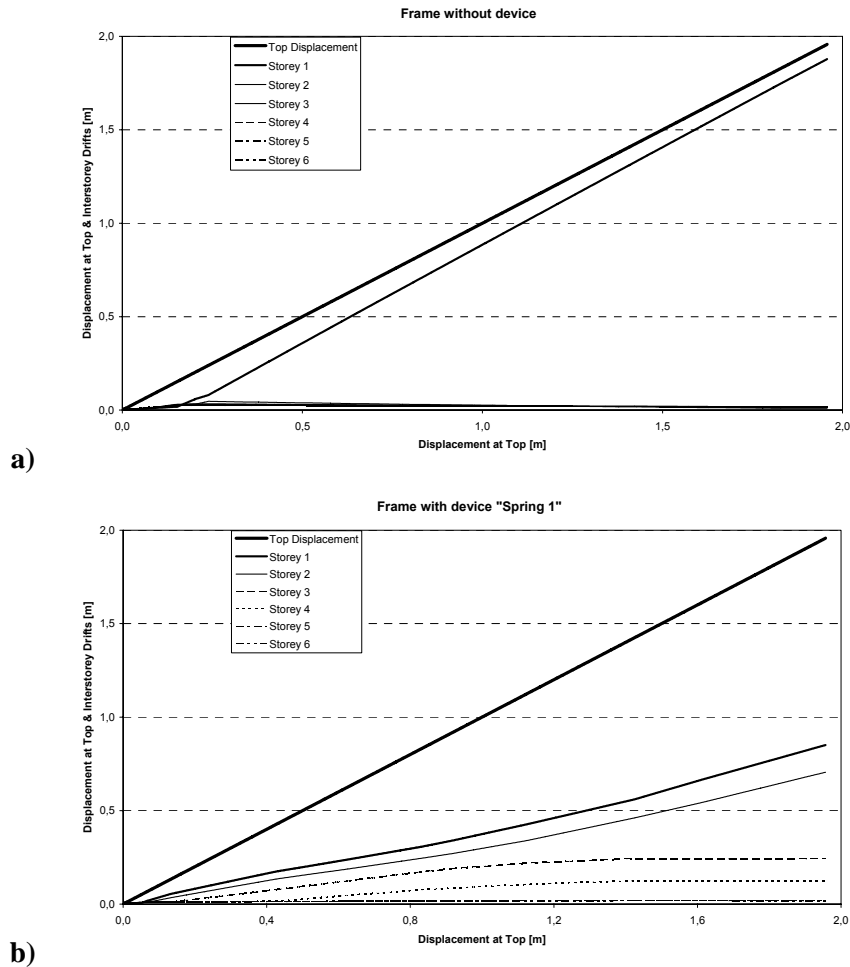 Frame without device
2,0
1,5
1,0
0,5
0,0
Displacement at Top & Interstorey Drifts [m]
Top Displacement
Storey 1
Storey 2
Storey 3
Storey 4
Storey 5
Storey 6
0,0 0,5 1,0 1,5 2,0
Displacement at Top [m]
a)
Frame with device "Spring 1"
2,0
1,5
1,0
0,5
0,0
Displacement at Top & Interstorey Drifts [m]
Top Displacement
Storey 1
Storey 2
Storey 3
Storey 4
Storey 5
Storey 6
0,0 0,4 0,8 1,2 1,6 2,0
Displacement at Top [m]
b)